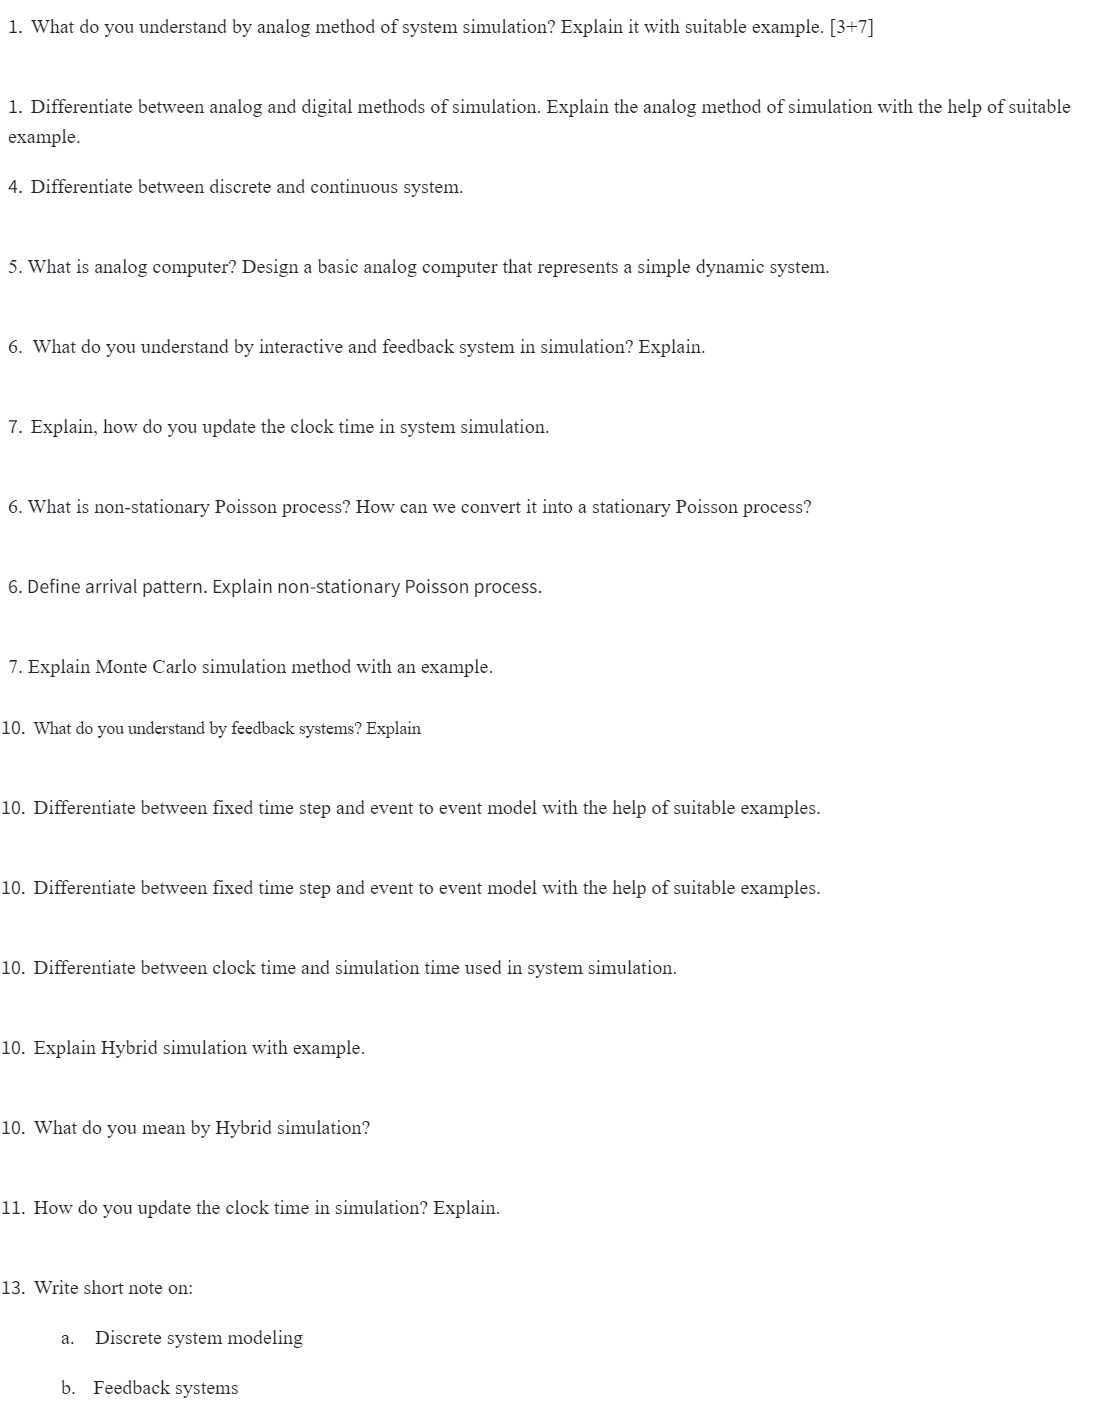 1. What do you understand by analog method of system simulation? Explain it with suitable example. [3+7]
1. Differentiate between analog and digital methods of simulation. Explain the analog method of simulation with the help of suitable
example.
4. Differentiate between discrete and continuous system.
5. What is analog computer? Design a basic analog computer that represents a simple dynamic system.
6. What do you understand by interactive and feedback system in simulation? Explain.
7. Explain, how do you update the clock time in system simulation.
6. What is non-stationary Poisson process? How can we convert it into a stationary Poisson process?
6. Define arrival pattern. Explain non-stationary Poisson process.
7. Explain Monte Carlo simulation method with an example.
10. What do you understand by feedback systems? Explain
10. Differentiate between fixed time step and event to event model with the help of suitable examples.
10. Differentiate between fixed time step and event to event model with the help of suitable examples.
10. Differentiate between clock time and simulation time used in system simulation.
10. Explain Hybrid simulation with example.
10. What do you mean by Hybrid simulation?
11. How do you update the clock time in simulation? Explain.
13. Write short note on:
a. Discrete system modeling
b. Feedback systems